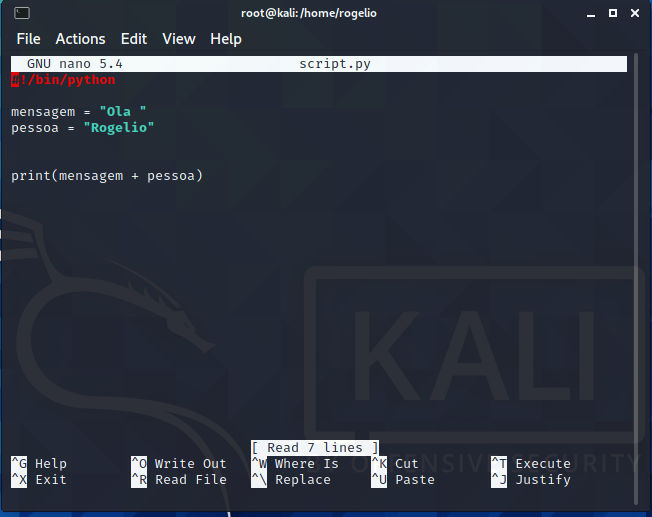 root@kali:/home/rogelio
File Actions Edit View Help
GNU nano 5.4 script.py
#!/bin/python
mensagem = "Ola "
pessoa = "Rogelio"
print(mensagem + pessoa)
KALI
OFFENSIVE SECURITY
[ Read 7 lines ]
^G Help ^O Write Out ^W Where Is ^K Cut ^T Execute
^X Exit ^R Read File ^\ Replace ^U Paste ^J Justify